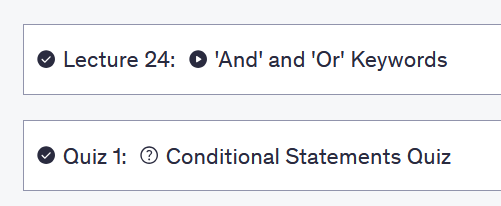 Lecture 24: 'And' and 'Or' Keywords
Quiz 1: Conditional Statements Quiz